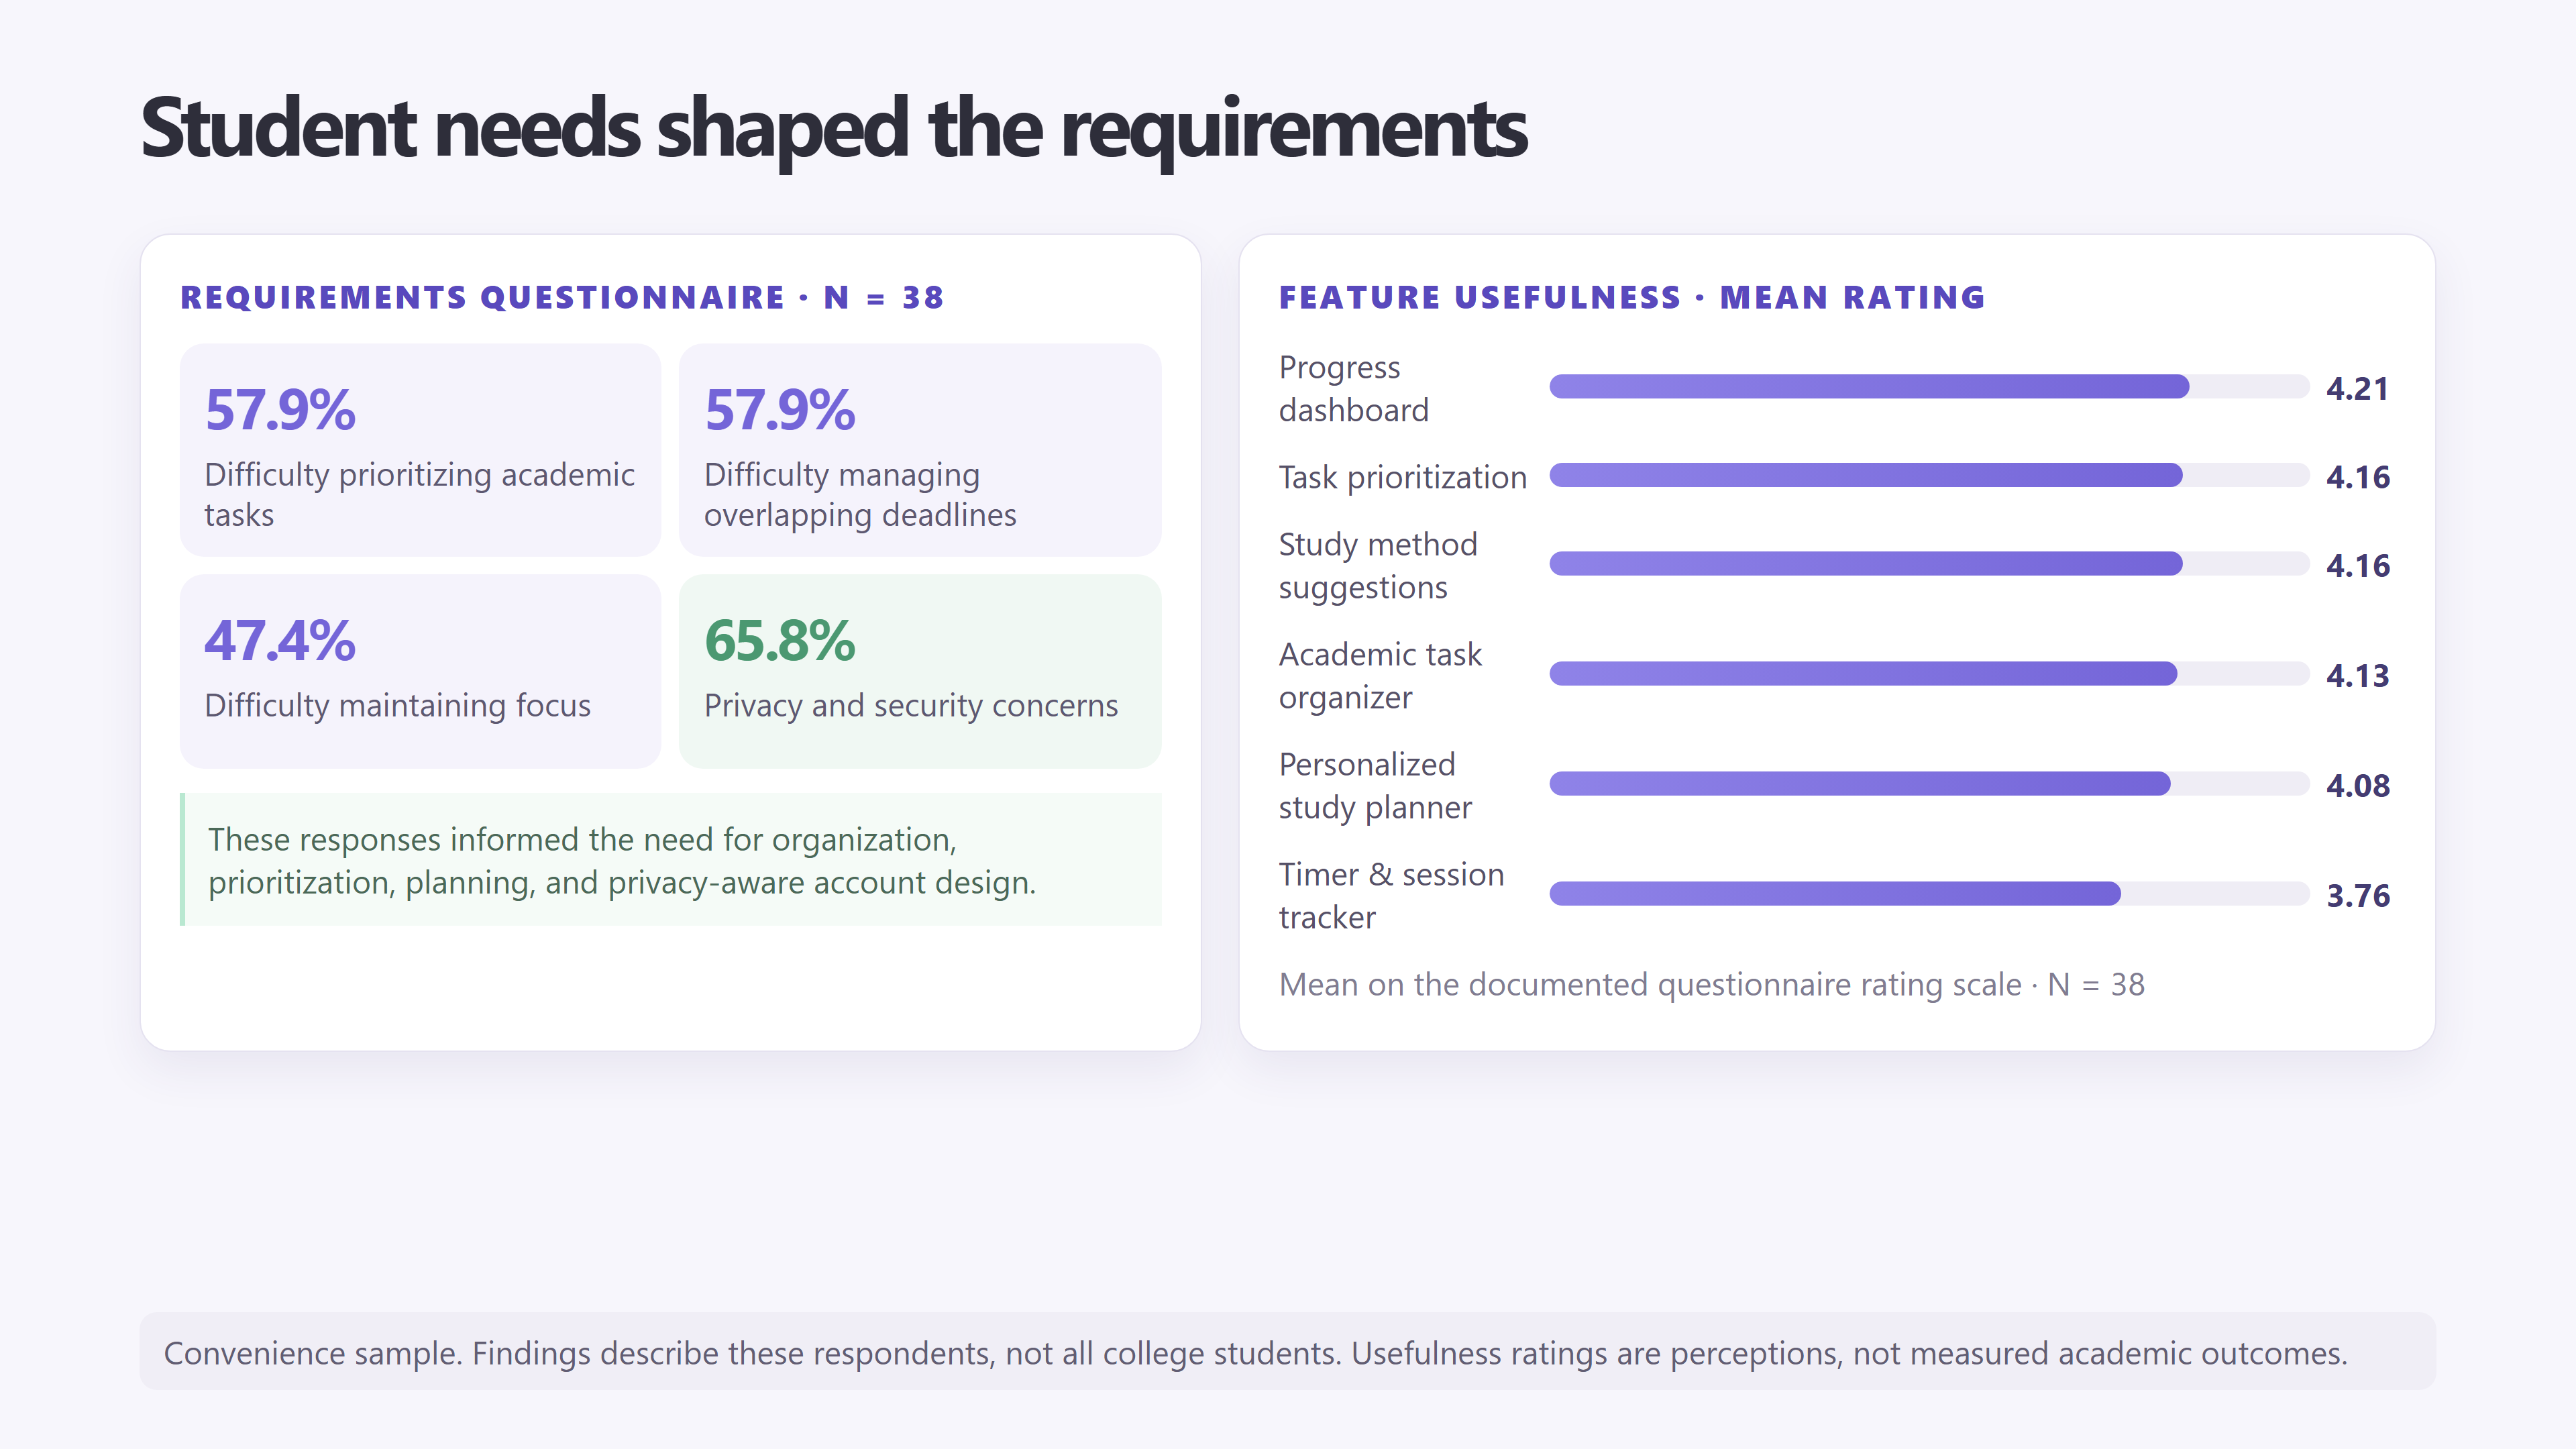 Student needs shaped the requirements
REQUIREMENTS QUESTIONNAIRE · N = 38
57.9%
Difficulty prioritizing academic
tasks
57.9%
Difficulty managing
overlapping deadlines
47.4%
Difficulty maintaining focus
65.8%
Privacy and security concerns
These responses informed the need for organization,
prioritization, planning, and privacy-aware account design.
FEATURE USEFULNESS · MEAN RATING
Progress
dashboard
4.21
Task prioritization
4.16
Study method
suggestions
4.16
Academic task
organizer
4.13
Personalized
study planner
4.08
Timer & session
tracker
3.76
Mean on the documented questionnaire rating scale · N = 38
Convenience sample. Findings describe these respondents, not all college students. Usefulness ratings are perceptions, not measured academic outcomes.